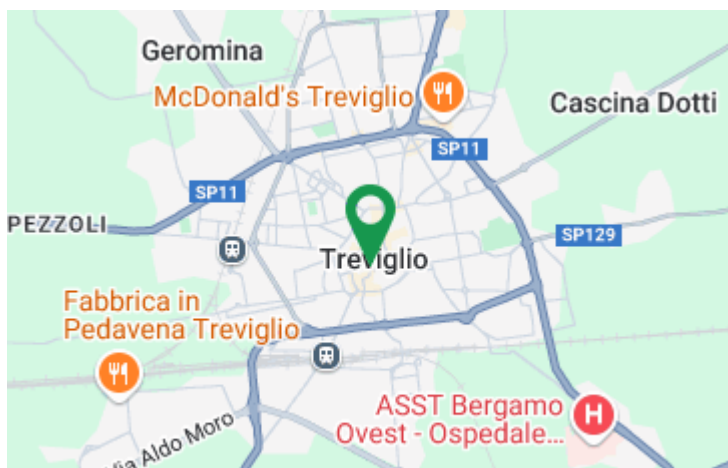 Geromina
McDonald's Treviglio
Cascina Dotti
SP11
SP11
PEZZOLI
SP129
Treviglio
Fabbrica in
Pedavena Treviglio
ASST Bergamo
Ovest - Ospedale...
H
Via Aldo Moro